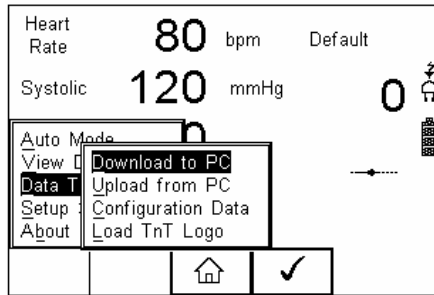 Heart Rate 80 bpm Default
Systolic 120 mmHg 0
Auto Mode
View D
Data T
Setup
About
Download to PC
Upload from PC
Configuration Data
Load TnT Logo